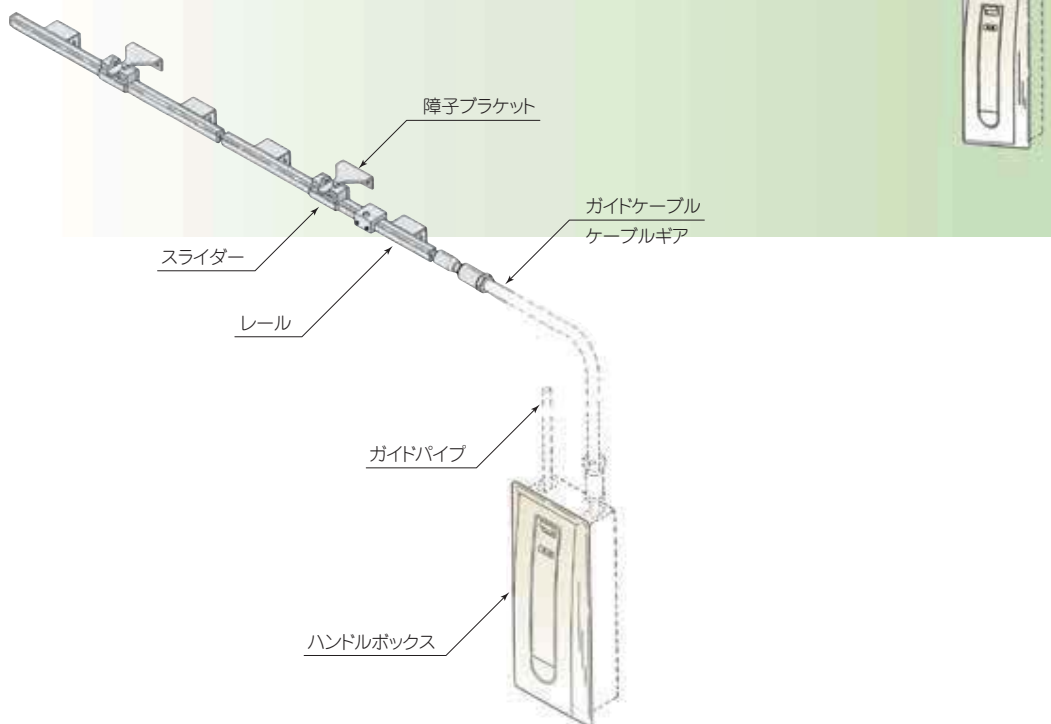 障子ブラケット
ガイドケーブル
ケーブルギア
スライダー
レール
ガイドパイプ
ハンドルボックス